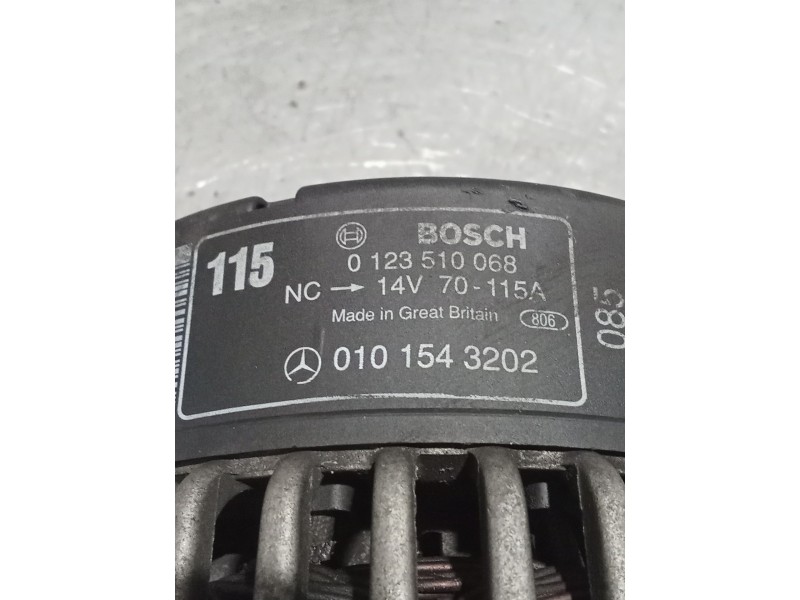 115
BOSCH
0 123 510 068
NC → 14V 70-115A
Made in Great Britain 806
010 154 3202
085